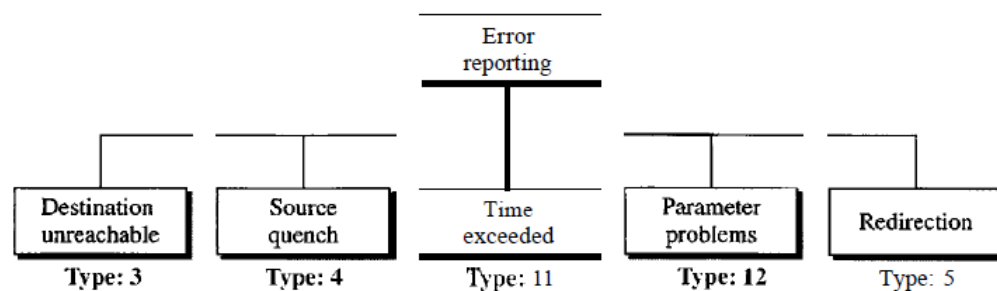 Error
reporting
Destination
unreachable
Source
quench
Time
exceeded
Parameter
problems
Redirection
Type: 3
Type: 4
Type: 11
Type: 12
Type: 5